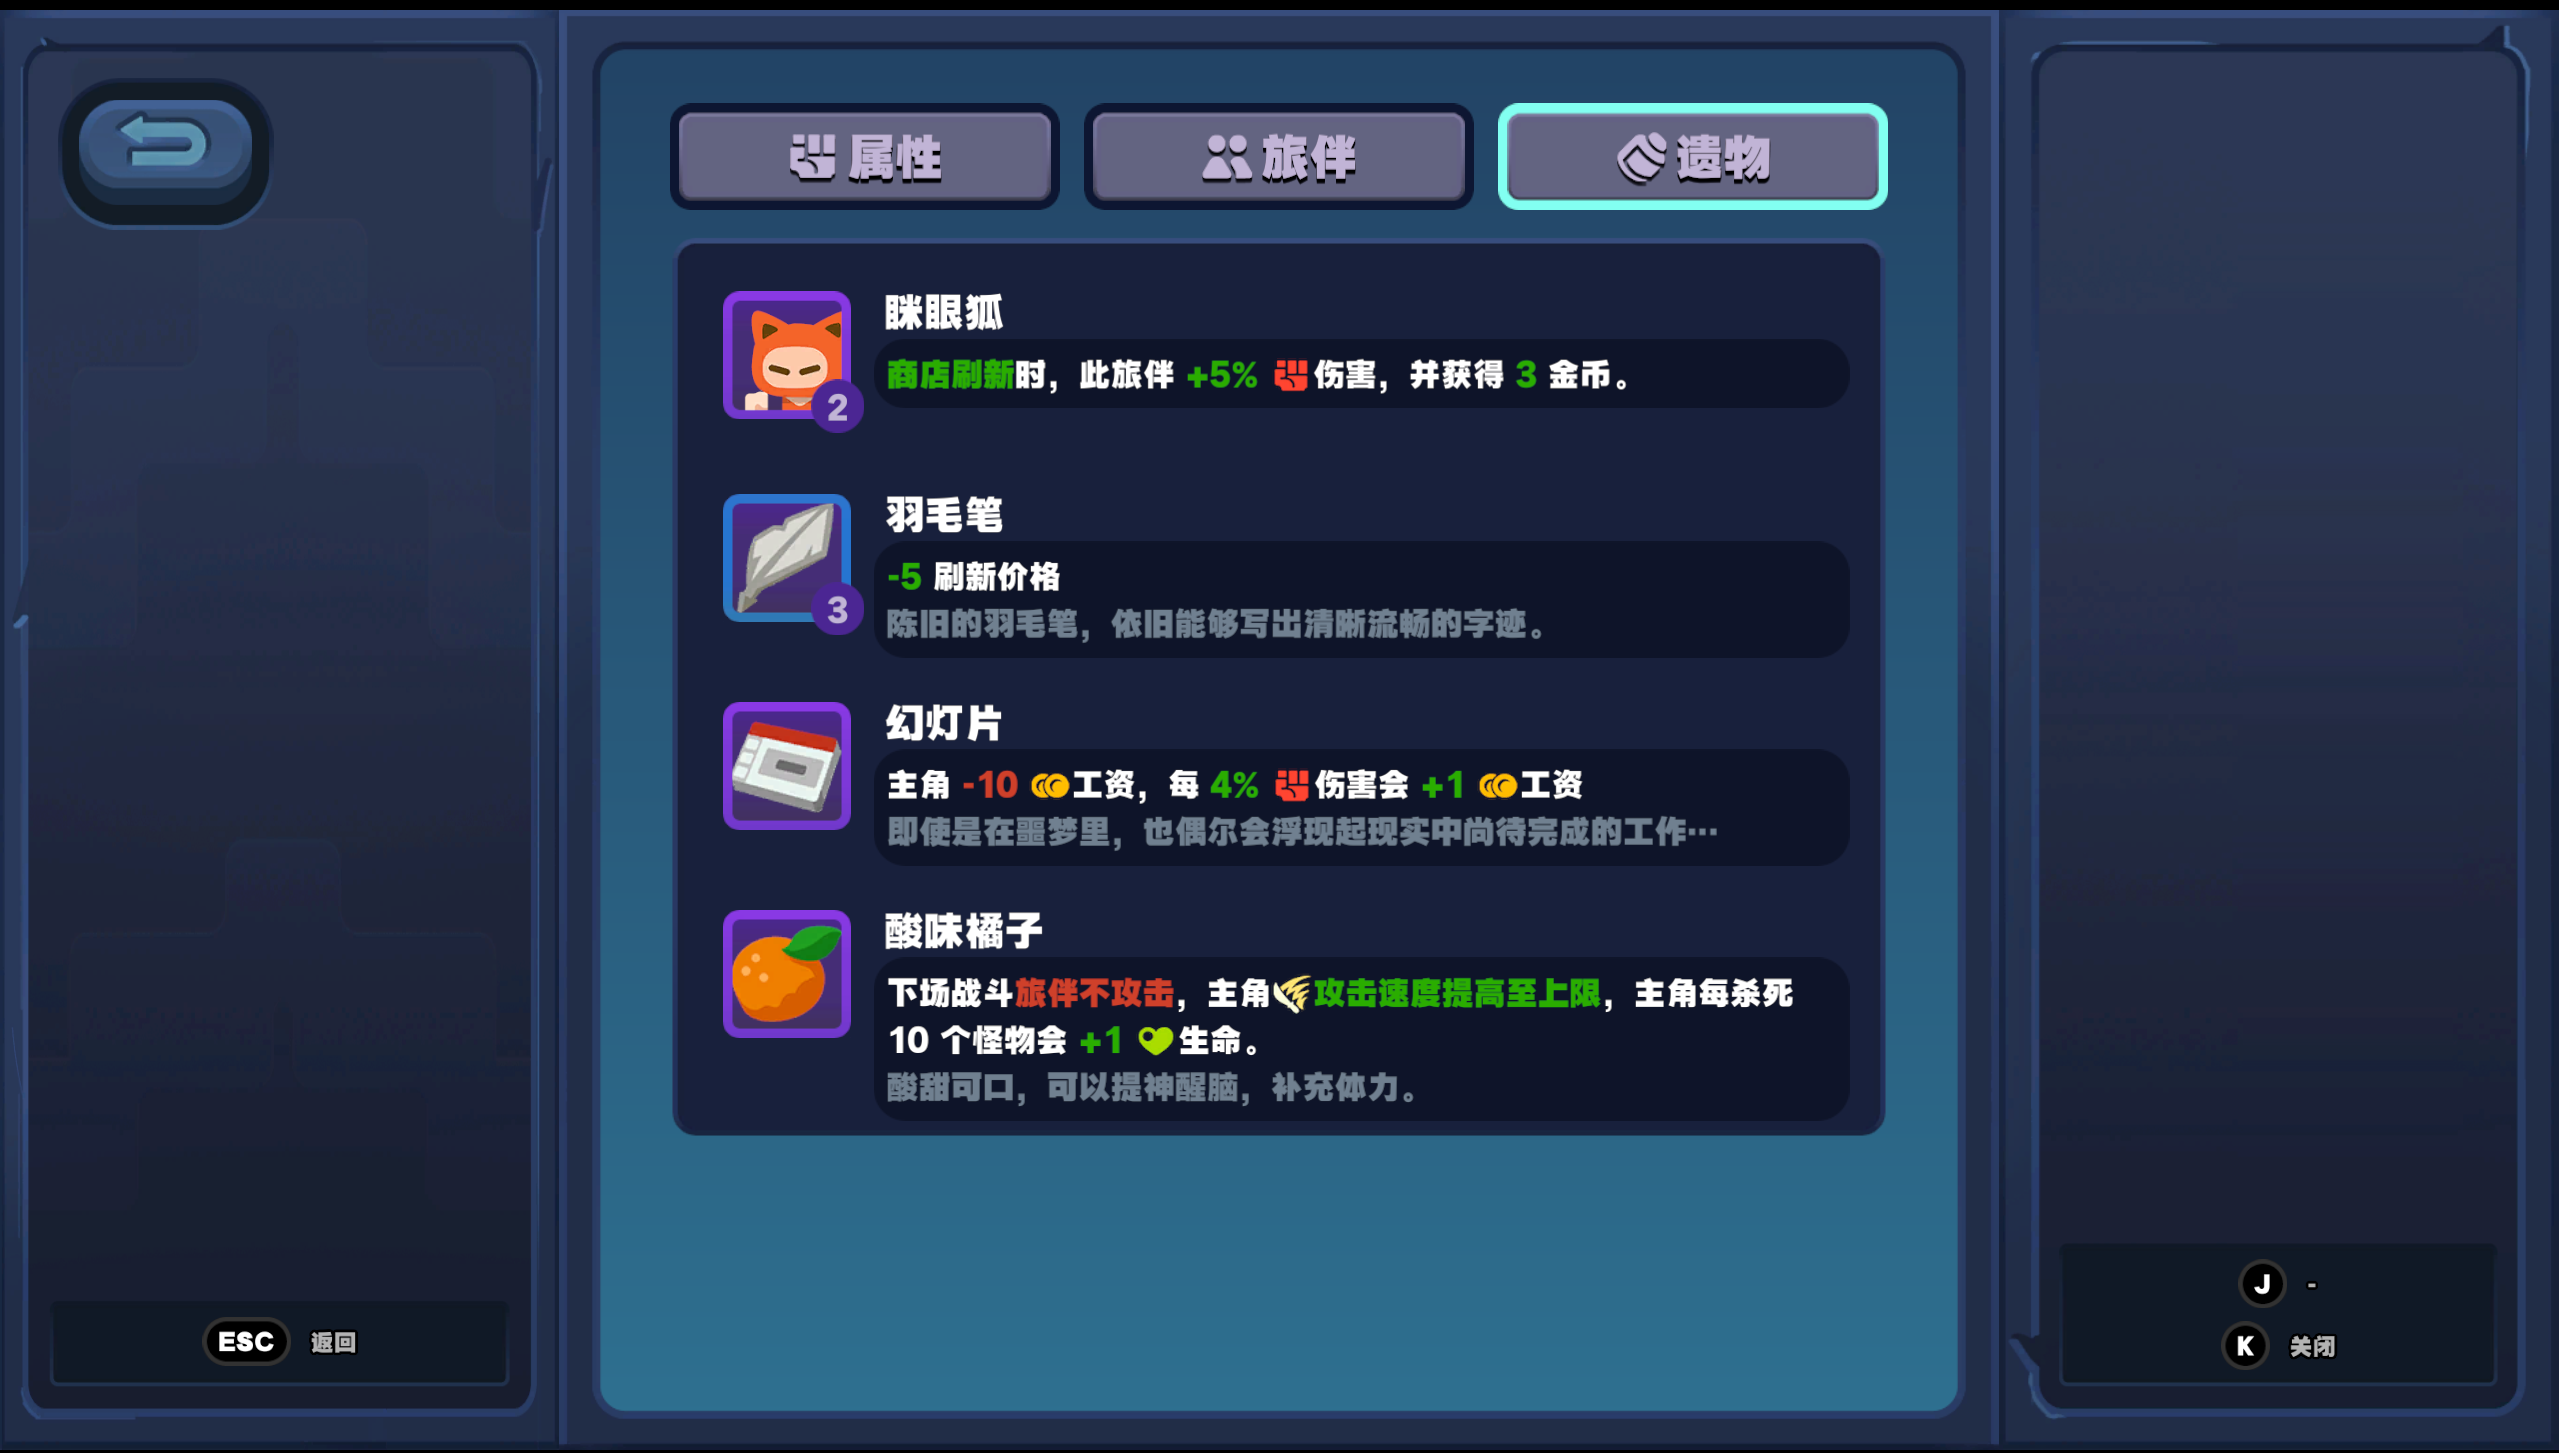 属性
旅伴
遗物
眯眼狐
商店刷新时，此旅伴 +5% 伤害，并获得 3 金币。
2
羽毛笔
-5 刷新价格
陈旧的羽毛笔，依旧能够写出清晰流畅的字迹。
3
幻灯片
主角 -10 工资，每 4% 伤害会 +1 工资
即使是在噩梦里，也偶尔会浮现起现实中尚待完成的工作…
酸味橘子
下场战斗旅伴不攻击，主角攻击速度提高至上限，主角每杀死
10 个怪物会 +1 生命。
酸甜可口，可以提神醒脑，补充体力。
ESC 返回
J -
K 关闭